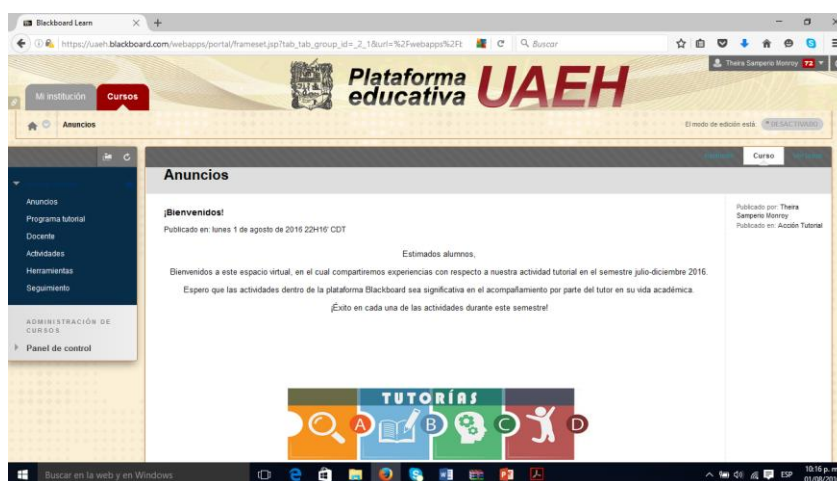 Blackboard Learn
https://uaeh.blackboard.com/webapps/portal/frameset.jsp?tab_tab_group_id=_2_1&url=%2Fwebapps%2Ft
Buscar
Plataforma
educativa UAEH
Theira Samperio Monroy 72
Mi institución
Cursos
Anuncios
El modo de edición está: DESACTIVADO
Curso
Anuncios
Anuncios
Programa tutorial
Docente
Actividades
Herramientas
Seguimiento
ADMINISTRACIÓN DE
CURSOS
Panel de control
¡Bienvenidos!
Publicado en: lunes 1 de agosto de 2016 22H16' CDT
Publicado por: Theira
Samperio Monroy
Publicado en: Acción Tutorial
Estimados alumnos,
Bienvenidos a este espacio virtual, en el cual compartiremos experiencias con respecto a nuestra actividad tutorial en el semestre julio-diciembre 2016.
Espero que las actividades dentro de la plataforma Blackboard sea significativa en el acompañamiento por parte del tutor en su vida académica.
¡Éxito en cada una de las actividades durante este semestre!
TUTORÍAS
A B C D
Buscar en la web y en Windows
ESP
10:16 p. m.
01/08/201